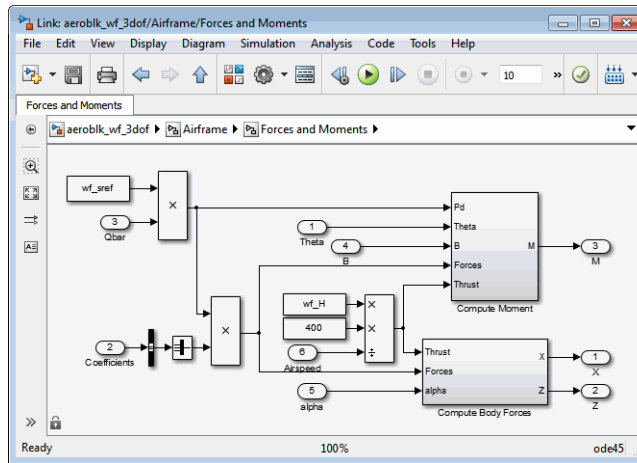 Link: aeroblk_wf_3dof/Airframe/Forces and Moments
File Edit View Display Diagram Simulation Analysis Code Tools Help
10 »
Forces and Moments
aeroblk_wf_3dof Airframe Forces and Moments
wf_sref
×
3
Qbar
Pd
1
Theta
Theta
4
B
B
M
3
M
Forces
Thrust
Compute Moment
×
wf_H
×
400
×
6
Airspeed
÷
2
Coefficients
Thrust
X
1
X
Forces
5
alpha
alpha
Z
2
Z
Compute Body Forces
»
Ready 100% ode45